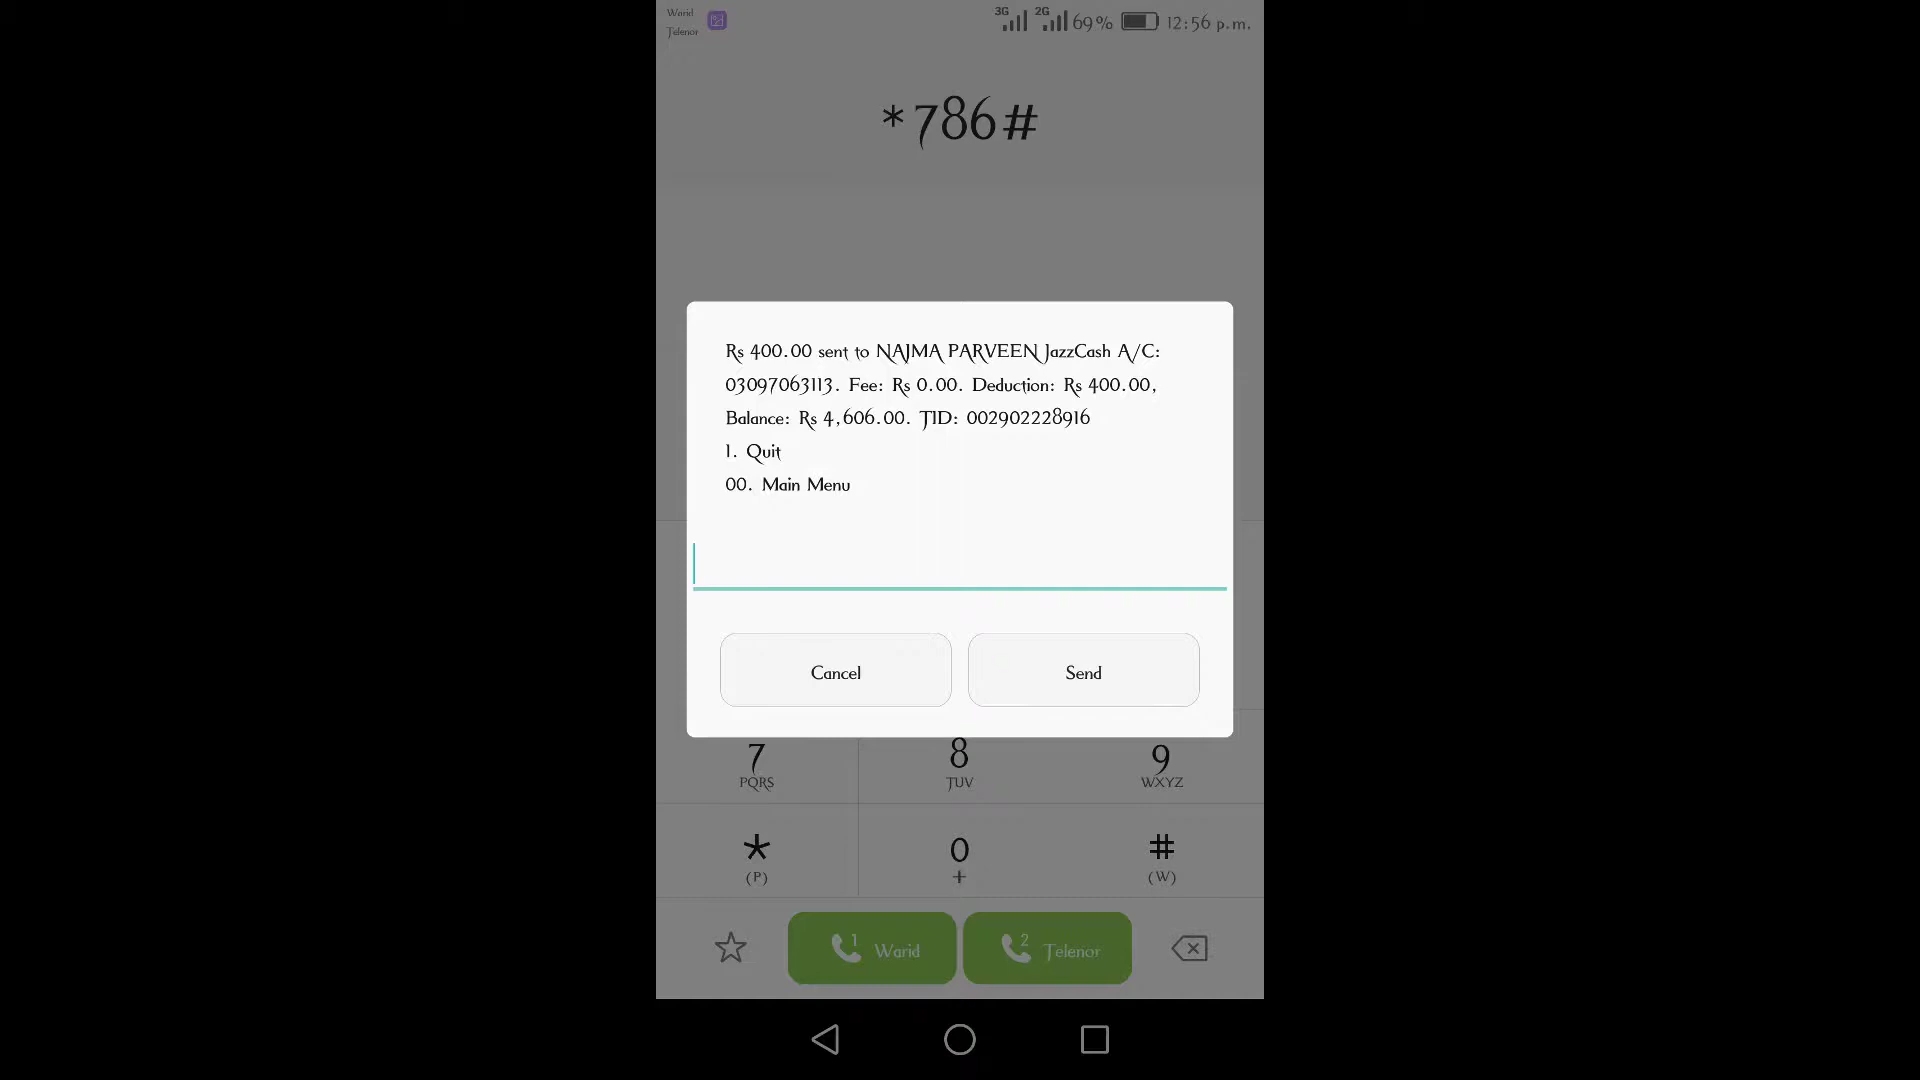 Warid
Telenor
3G 2G 69% 12:56 p.m.
*786#
Rs 400.00 sent to NAJMA PARVEEN JazzCash A/C:
03097063113. Fee: Rs 0.00. Deduction: Rs 400.00,
Balance: Rs 4,606.00. TID: 002902228916
1. Quit
00. Main Menu
Cancel Send
7 8 9
PQRS TUV WXYZ
* 0 #
(P) + (W)
1 Warid 2 Telenor